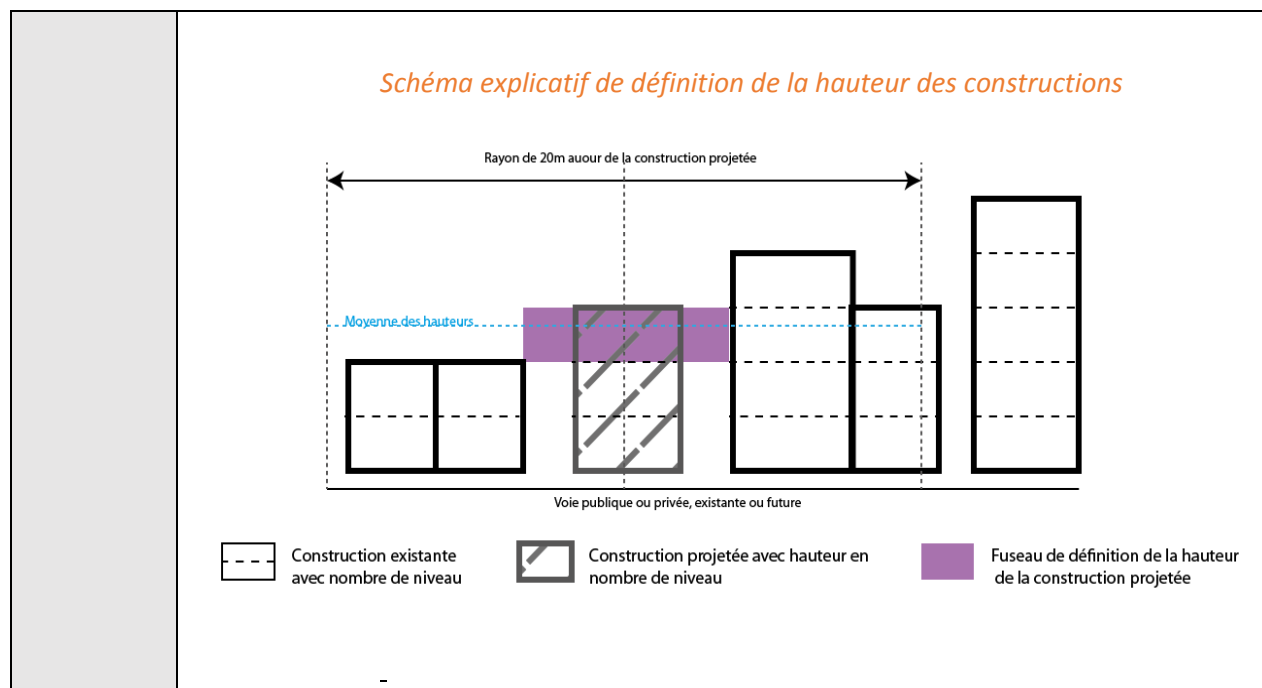 Schéma explicatif de définition de la hauteur des constructions
Rayon de 20m auour de la construction projetée
Moyenne des hauteurs
Voie publique ou privée, existante ou future
Construction existante
avec nombre de niveau
Construction projetée avec hauteur en
nombre de niveau
Fuseau de définition de la hauteur
de la construction projetée